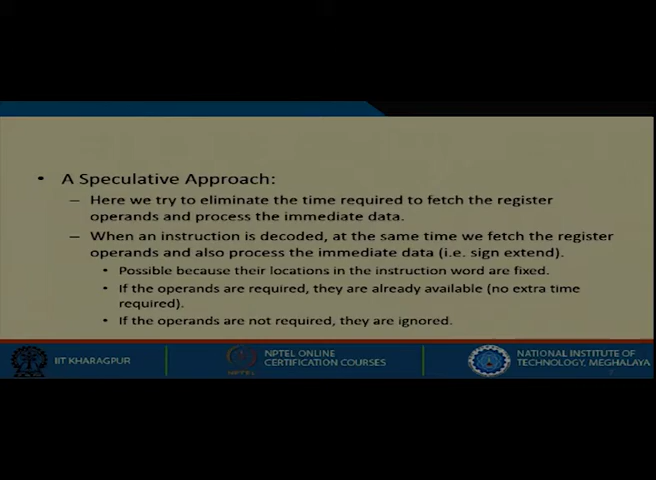 • A Speculative Approach:
– Here we try to eliminate the time required to fetch the register
operands and process the immediate data.
– When an instruction is decoded, at the same time we fetch the register
operands and also process the immediate data (i.e. sign extend).
• Possible because their locations in the instruction word are fixed.
• If the operands are required, they are already available (no extra time
required).
• If the operands are not required, they are ignored.
IIT KHARAGPUR
NPTEL
NPTEL ONLINE
CERTIFICATION COURSES
NATIONAL INSTITUTE OF
TECHNOLOGY, MEGHALAYA